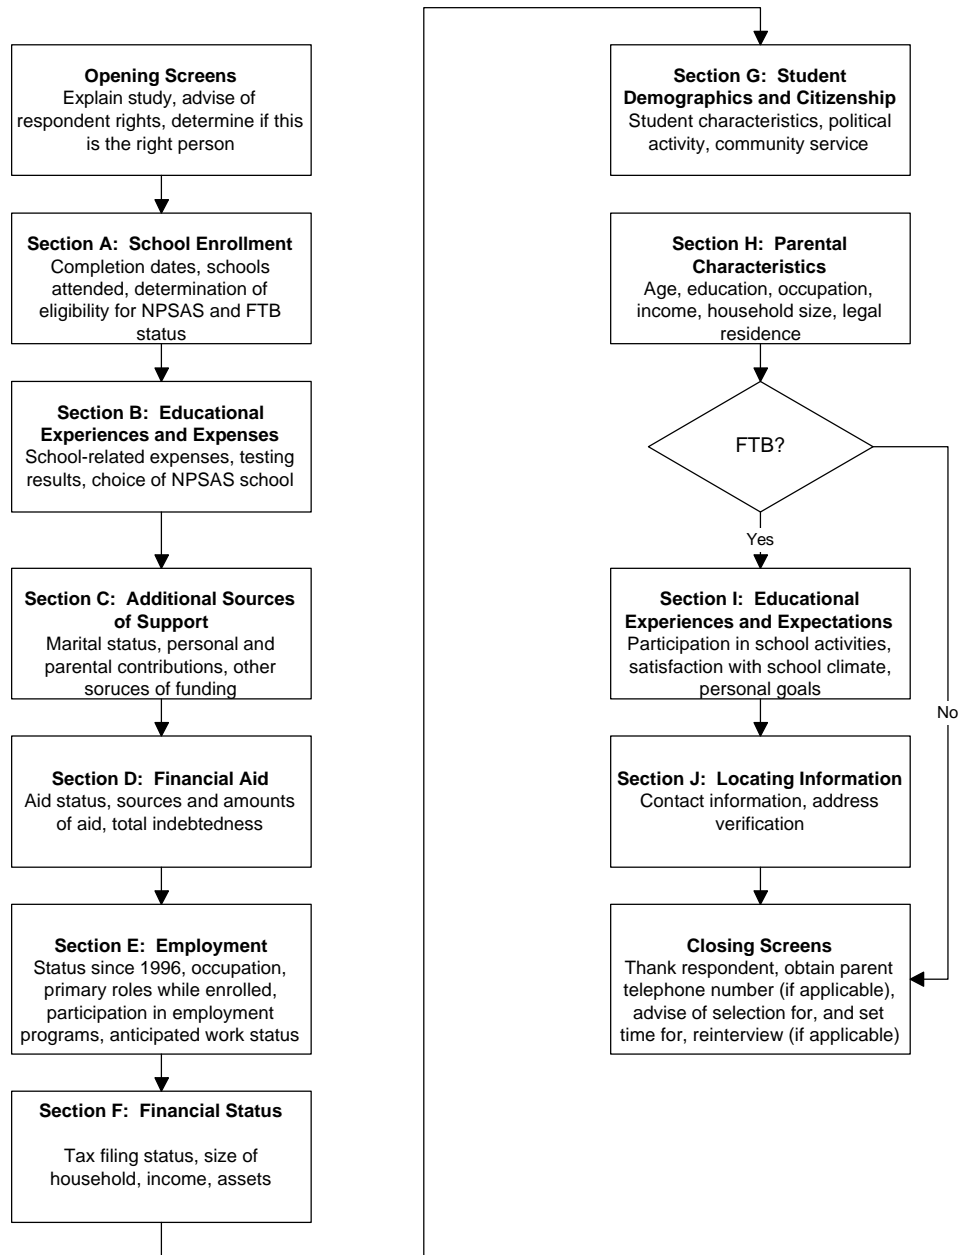 Opening Screens
Explain study, advise of
respondent rights, determine if this
is the right person
Section A: School Enrollment
Completion dates, schools
attended, determination of
eligibility for NPSAS and FTB
status
Section B: Educational
Experiences and Expenses
School-related expenses, testing
results, choice of NPSAS school
Section C: Additional Sources
of Support
Marital status, personal and
parental contributions, other
soruces of funding
Section D: Financial Aid
Aid status, sources and amounts
of aid, total indebtedness
Section E: Employment
Status since 1996, occupation,
primary roles while enrolled,
participation in employment
programs, anticipated work status
Section F: Financial Status
Tax filing status, size of
household, income, assets
Section G: Student
Demographics and Citizenship
Student characteristics, political
activity, community service
Section H: Parental
Characteristics
Age, education, occupation,
income, household size, legal
residence
FTB?
Yes
No
Section I: Educational
Experiences and Expectations
Participation in school activities,
satisfaction with school climate,
personal goals
Section J: Locating Information
Contact information, address
verification
Closing Screens
Thank respondent, obtain parent
telephone number (if applicable),
advise of selection for, and set
time for, reinterview (if applicable)